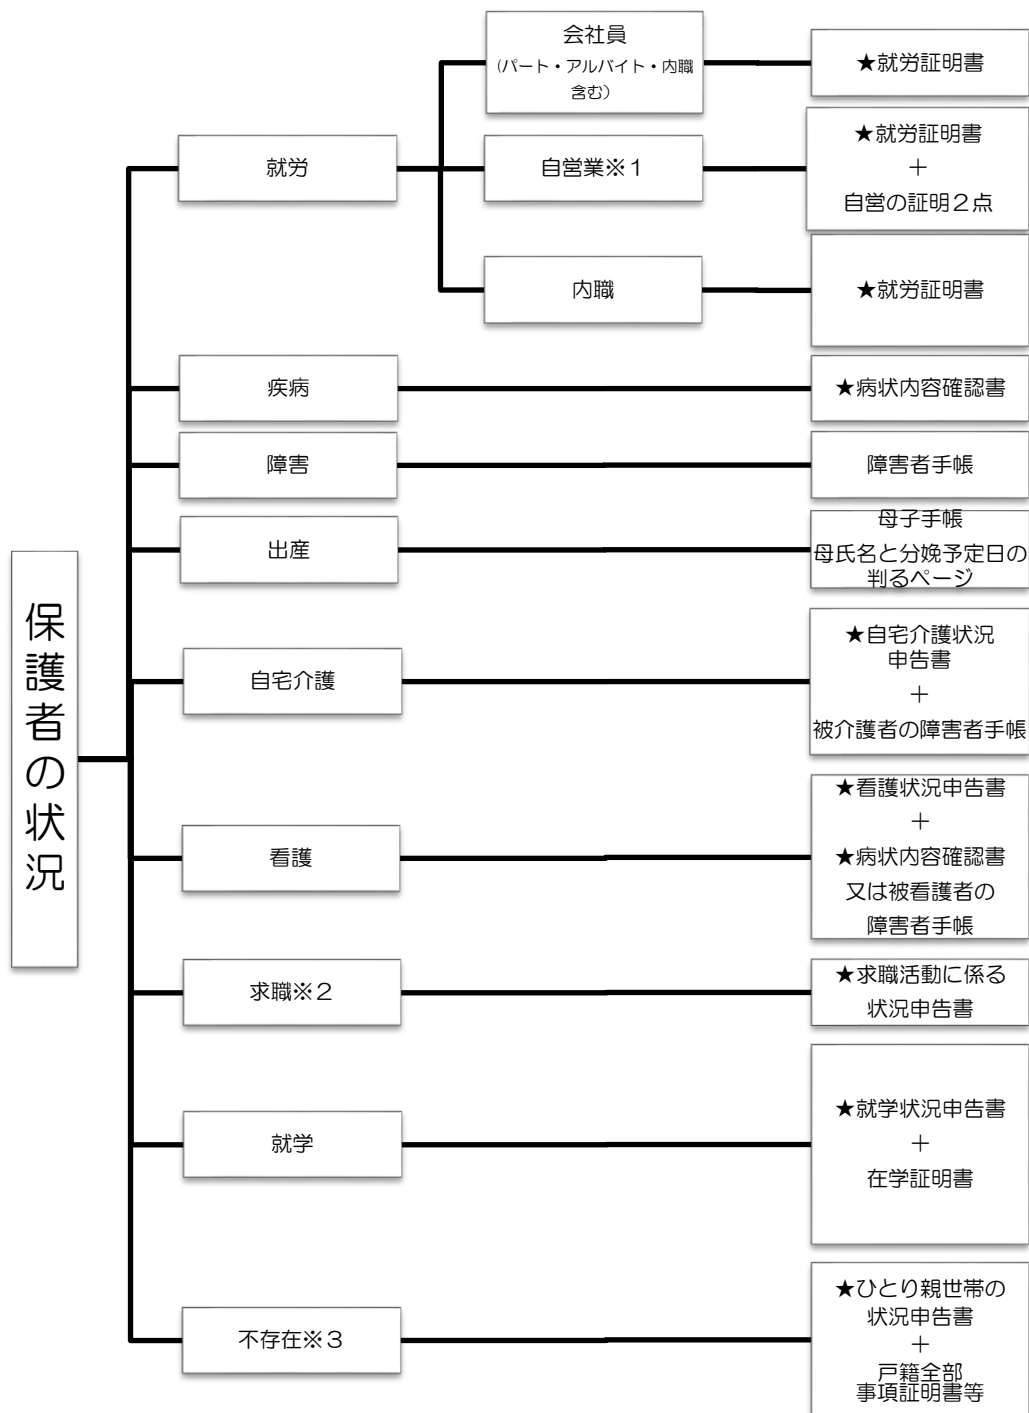 保護者の状況
就労
会社員
(パート・アルバイト・内職
含む）
★就労証明書
自営業※１
★就労証明書
＋
自営の証明２点
内職
★就労証明書
疾病
★病状内容確認書
障害
障害者手帳
出産
母子手帳
母氏名と分娩予定日の
判るページ
自宅介護
★自宅介護状況
申告書
＋
被介護者の障害者手帳
看護
★看護状況申告書
＋
★病状内容確認書
又は被看護者の
障害者手帳
求職※２
★求職活動に係る
状況申告書
就学
★就学状況申告書
＋
在学証明書
不存在※３
★ひとり親世帯の
状況申告書
＋
戸籍全部
事項証明書等